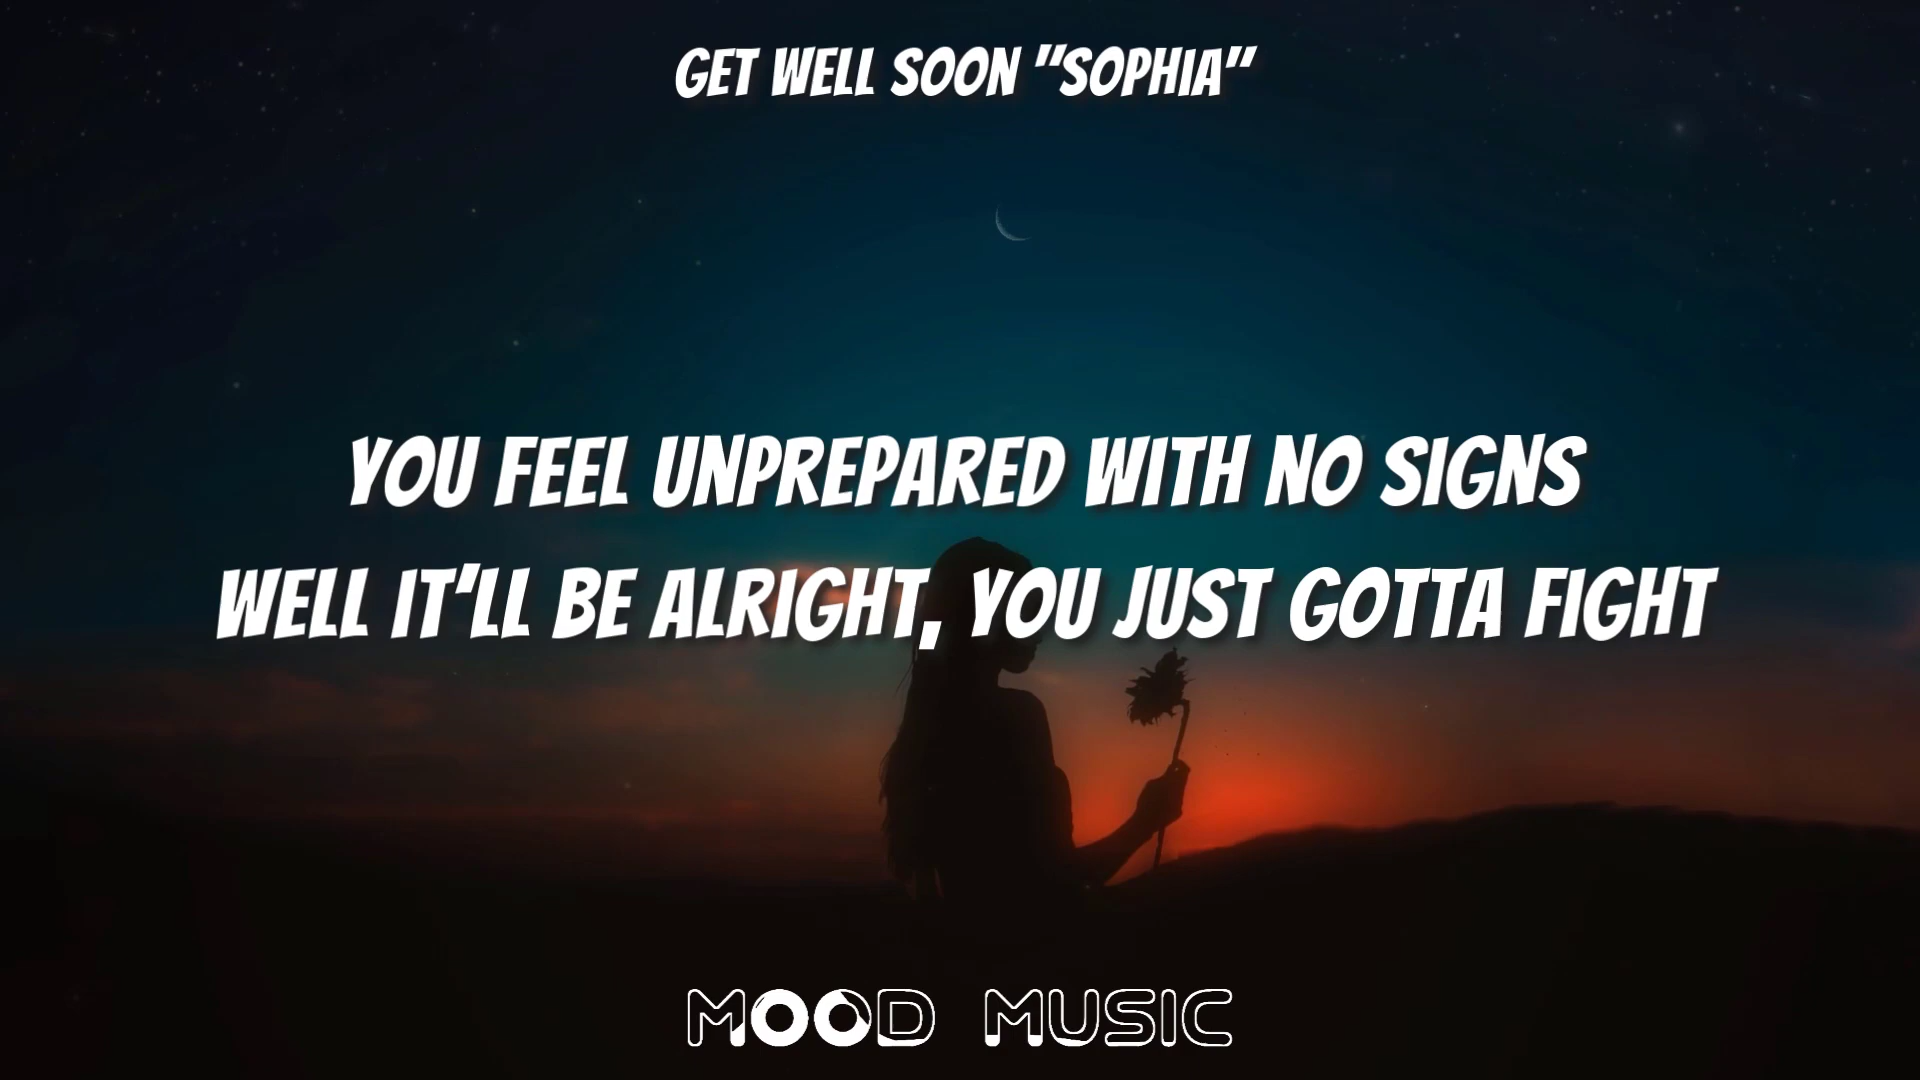 GET WELL SOON "SOPHIA"
YOU FEEL UNPREPARED WITH NO SIGNS
WELL IT'LL BE ALRIGHT, YOU JUST GOTTA FIGHT
MOOD MUSIC